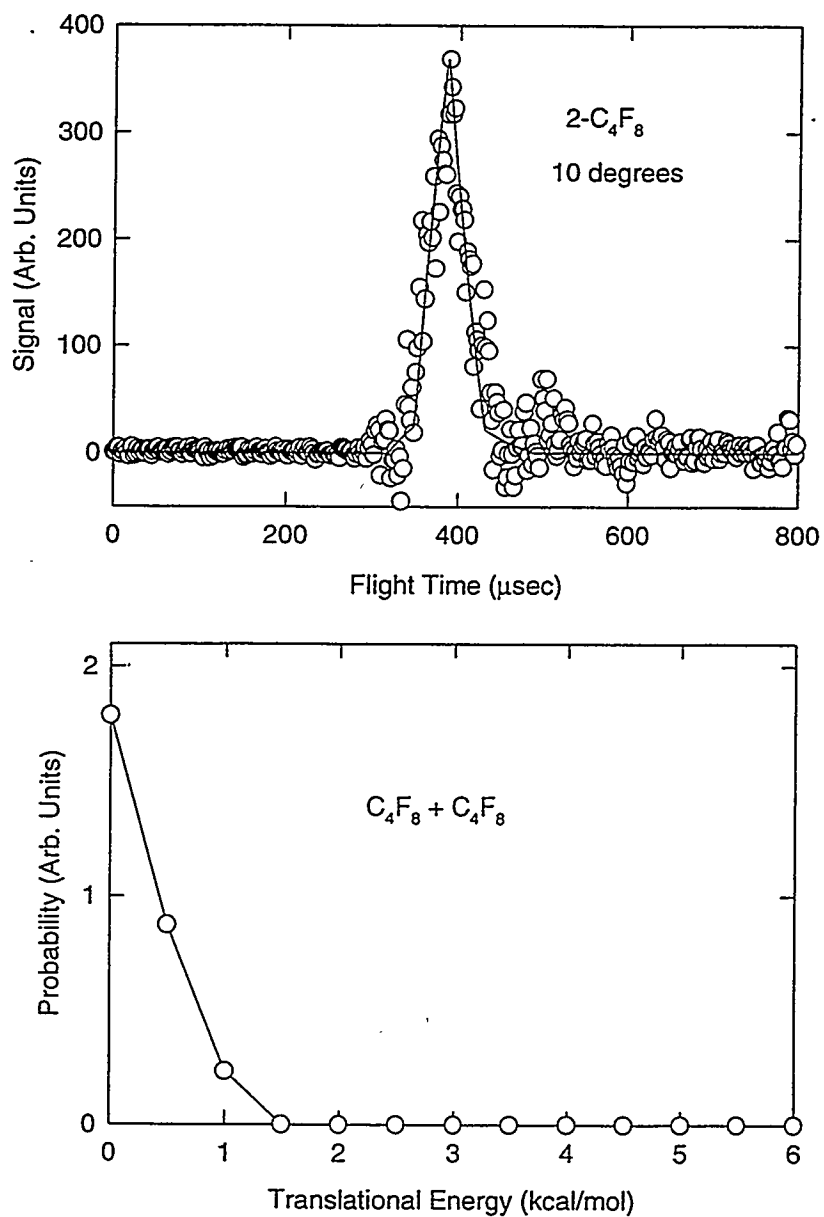 400
300
200
100
0
Signal (Arb. Units)
2-C₄F₈
10 degrees
0 200 400 600 800
Flight Time (μsec)
2
1
0
Probability (Arb. Units)
C₄F₈ + C₄F₈
0 1 2 3 4 5 6
Translational Energy (kcal/mol)